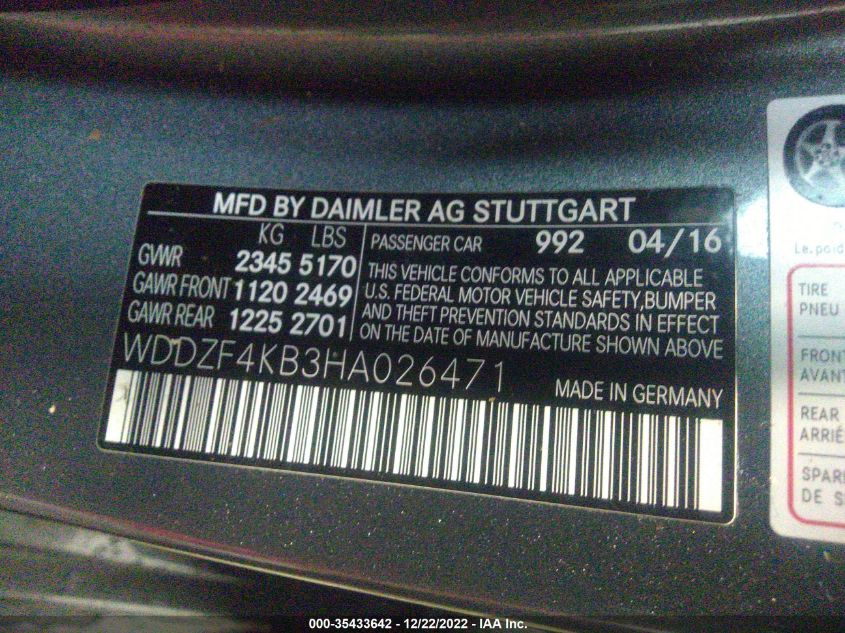 MFD BY DAIMLER AG STUTTGART
KG LBS
GVWR 2345 5170
GAWR FRONT 1120 2469
GAWR REAR 1225 2701
PASSENGER CAR 992 04/16
THIS VEHICLE CONFORMS TO ALL APPLICABLE
U.S. FEDERAL MOTOR VEHICLE SAFETY,BUMPER
AND THEFT PREVENTION STANDARDS IN EFFECT
ON THE DATE OF MANUFACTURE SHOWN ABOVE
WDDZF4KB3HA026471
MADE IN GERMANY
TIRE
PNEU
FRONT
AVANT
REAR
DE
000-35433642 - 12/22/2022 - IAA Inc.